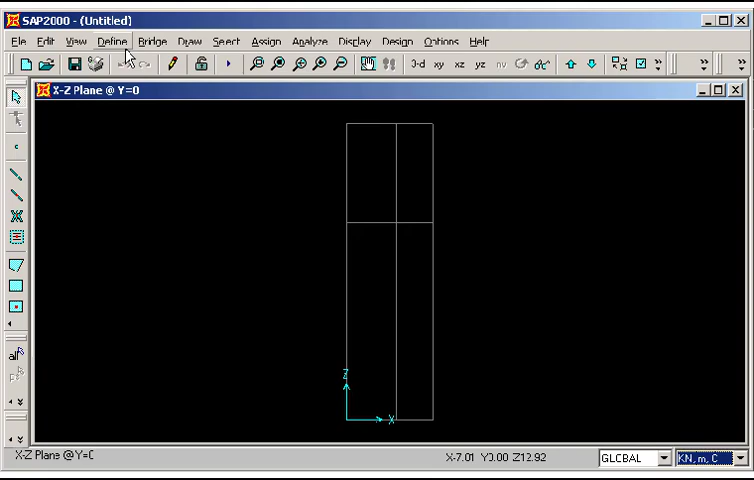 SAP2000 - (Untitled)
File Edit View Define Bridge Draw Select Assign Analyze Display Design Options Help
3-d xy xz yz nv
X-Z Plane @ Y=0
Z
X
all
X-Z Plane @ Y=0
X-7.01 Y0.00 Z12.92
GLOBAL
KN, m, C